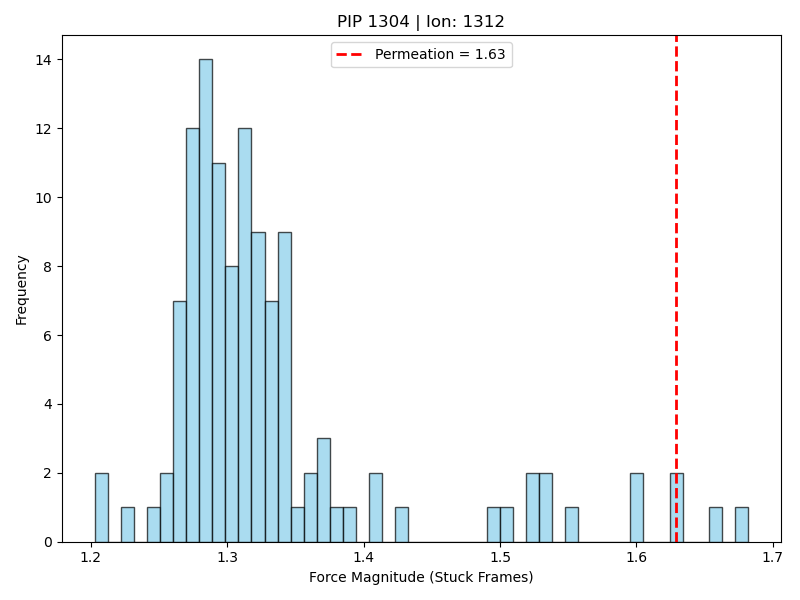 PIP 1304 | Ion: 1312
Permeation = 1.63
14
12
10
8
6
4
2
0
Frequency
1.2 1.3 1.4 1.5 1.6 1.7
Force Magnitude (Stuck Frames)